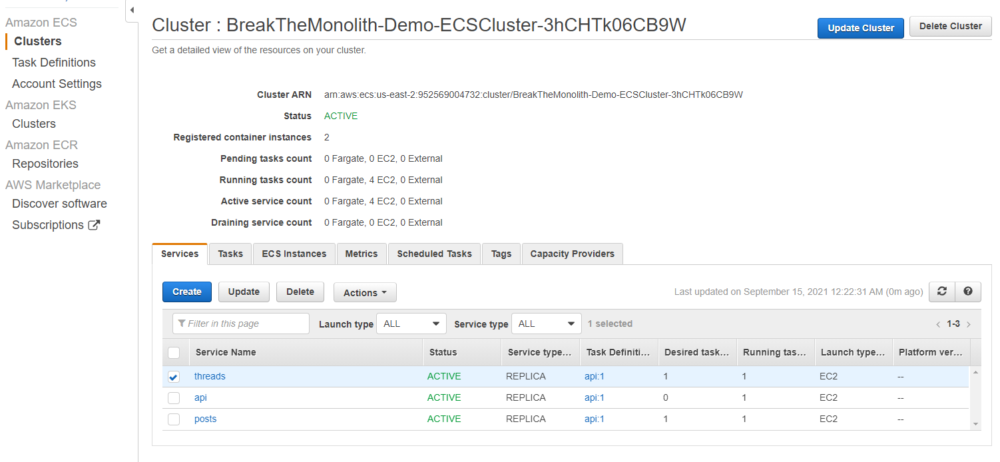 Amazon ECS
Clusters
Task Definitions
Account Settings
Amazon EKS
Clusters
Amazon ECR
Repositories
AWS Marketplace
Discover software
Subscriptions
Cluster : BreakTheMonolith-Demo-ECSCluster-3hCHTk06CB9W
Update Cluster Delete Cluster
Get a detailed view of the resources on your cluster.
Cluster ARN arn:aws:ecs:us-east-2:952569004732:cluster/BreakTheMonolith-Demo-ECSCluster-3hCHTk06CB9W
Status ACTIVE
Registered container instances 2
Pending tasks count 0 Fargate, 0 EC2, 0 External
Running tasks count 0 Fargate, 4 EC2, 0 External
Active service count 0 Fargate, 4 EC2, 0 External
Draining service count 0 Fargate, 0 EC2, 0 External
Services Tasks ECS Instances Metrics Scheduled Tasks Tags Capacity Providers
Create Update Delete Actions Last updated on September 15, 2021 12:22:31 AM (0m ago)
Filter in this page Launch type ALL Service type ALL 1 selected 1-3
Service Name Status Service type... Task Definiti... Desired task... Running tas... Launch type... Platform ver...
threads ACTIVE REPLICA api:1 1 1 EC2 --
api ACTIVE REPLICA api:1 0 1 EC2 --
posts ACTIVE REPLICA api:1 1 1 EC2 --